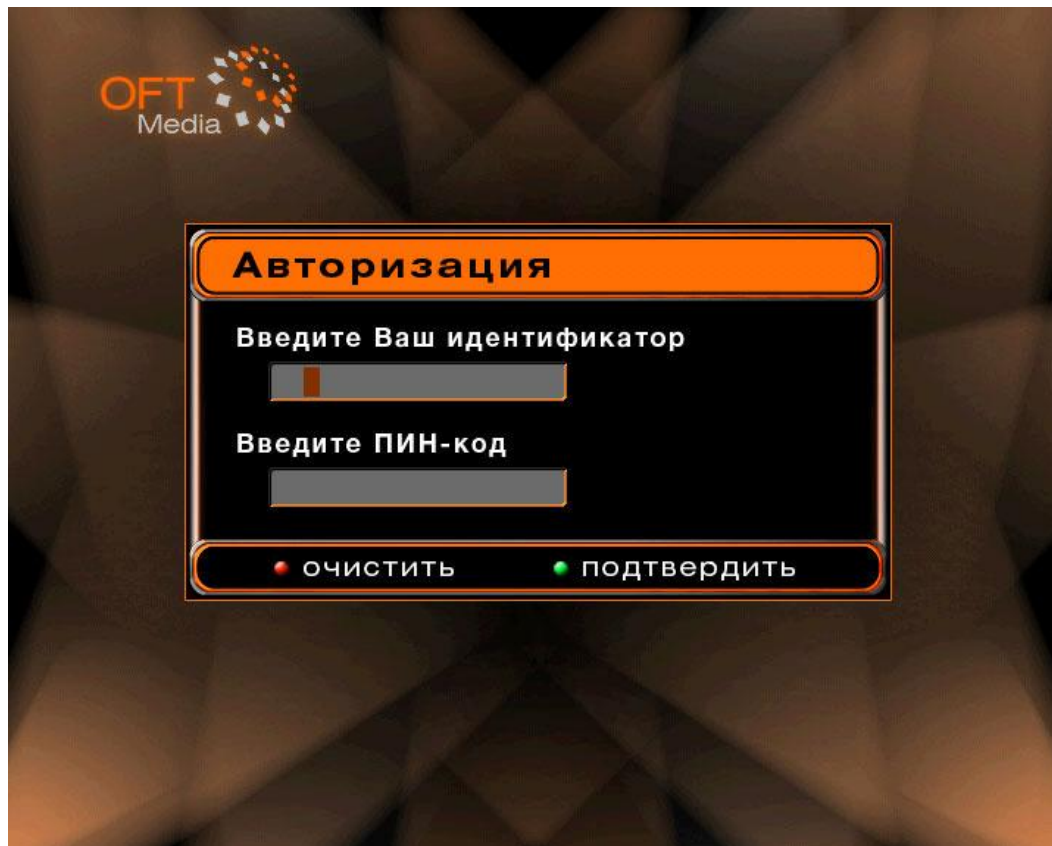 OFT
Media
Авторизация
Введите Ваш идентификатор
Введите ПИН-код
очистить подтвердить